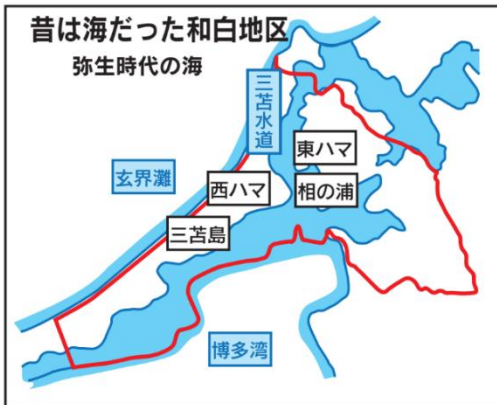 昔は海だった和白地区
弥生時代の海
三苫水道
東ハマ
玄界灘
西ハマ
相の浦
三苫島
博多湾